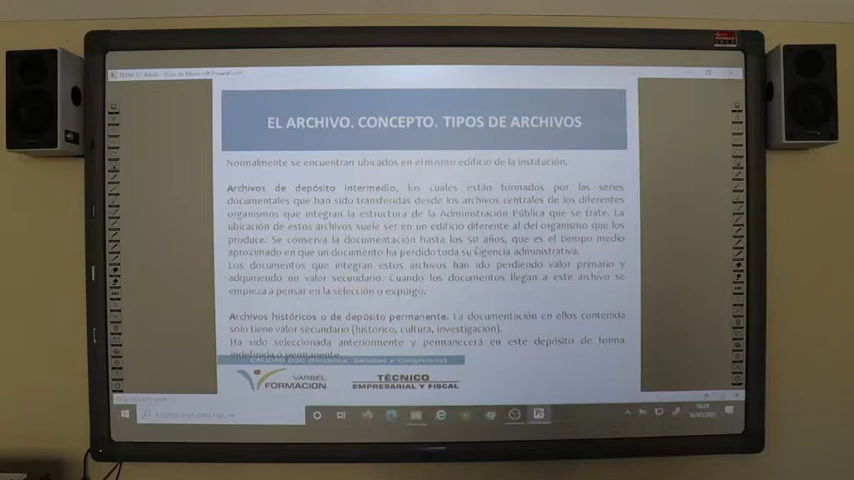 EL ARCHIVO. CONCEPTO. TIPOS DE ARCHIVOS
Normalmente se encuentran ubicados en el mismo edificio de la institución.
Archivos de depósito intermedio, los cuales están formados por las series
documentales que han sido transferidas desde los archivos centrales de los diferentes
organismos que integran la estructura de la Administración Pública que se trate. La
ubicación de estos archivos suele ser en un edificio diferente al del organismo que los
produce. Se conserva la documentación hasta los 50 años, que es el tiempo medio
aproximado en que un documento ha perdido toda su vigencia administrativa.
Los documentos que integran estos archivos han ido perdiendo valor primario y
adquiriendo un valor secundario. Cuando los documentos llegan a este archivo se
empieza a pensar en la selección o expurgo.
Archivos históricos o de depósito permanente. La documentación en ellos contenida
solo tiene valor secundario (histórico, cultura, investigación).
Ha sido seleccionada anteriormente y permanecerá en este depósito de forma
indefinida o permanente.
VARBEL
FORMACIÓN
TÉCNICO
EMPRESARIAL Y FISCAL